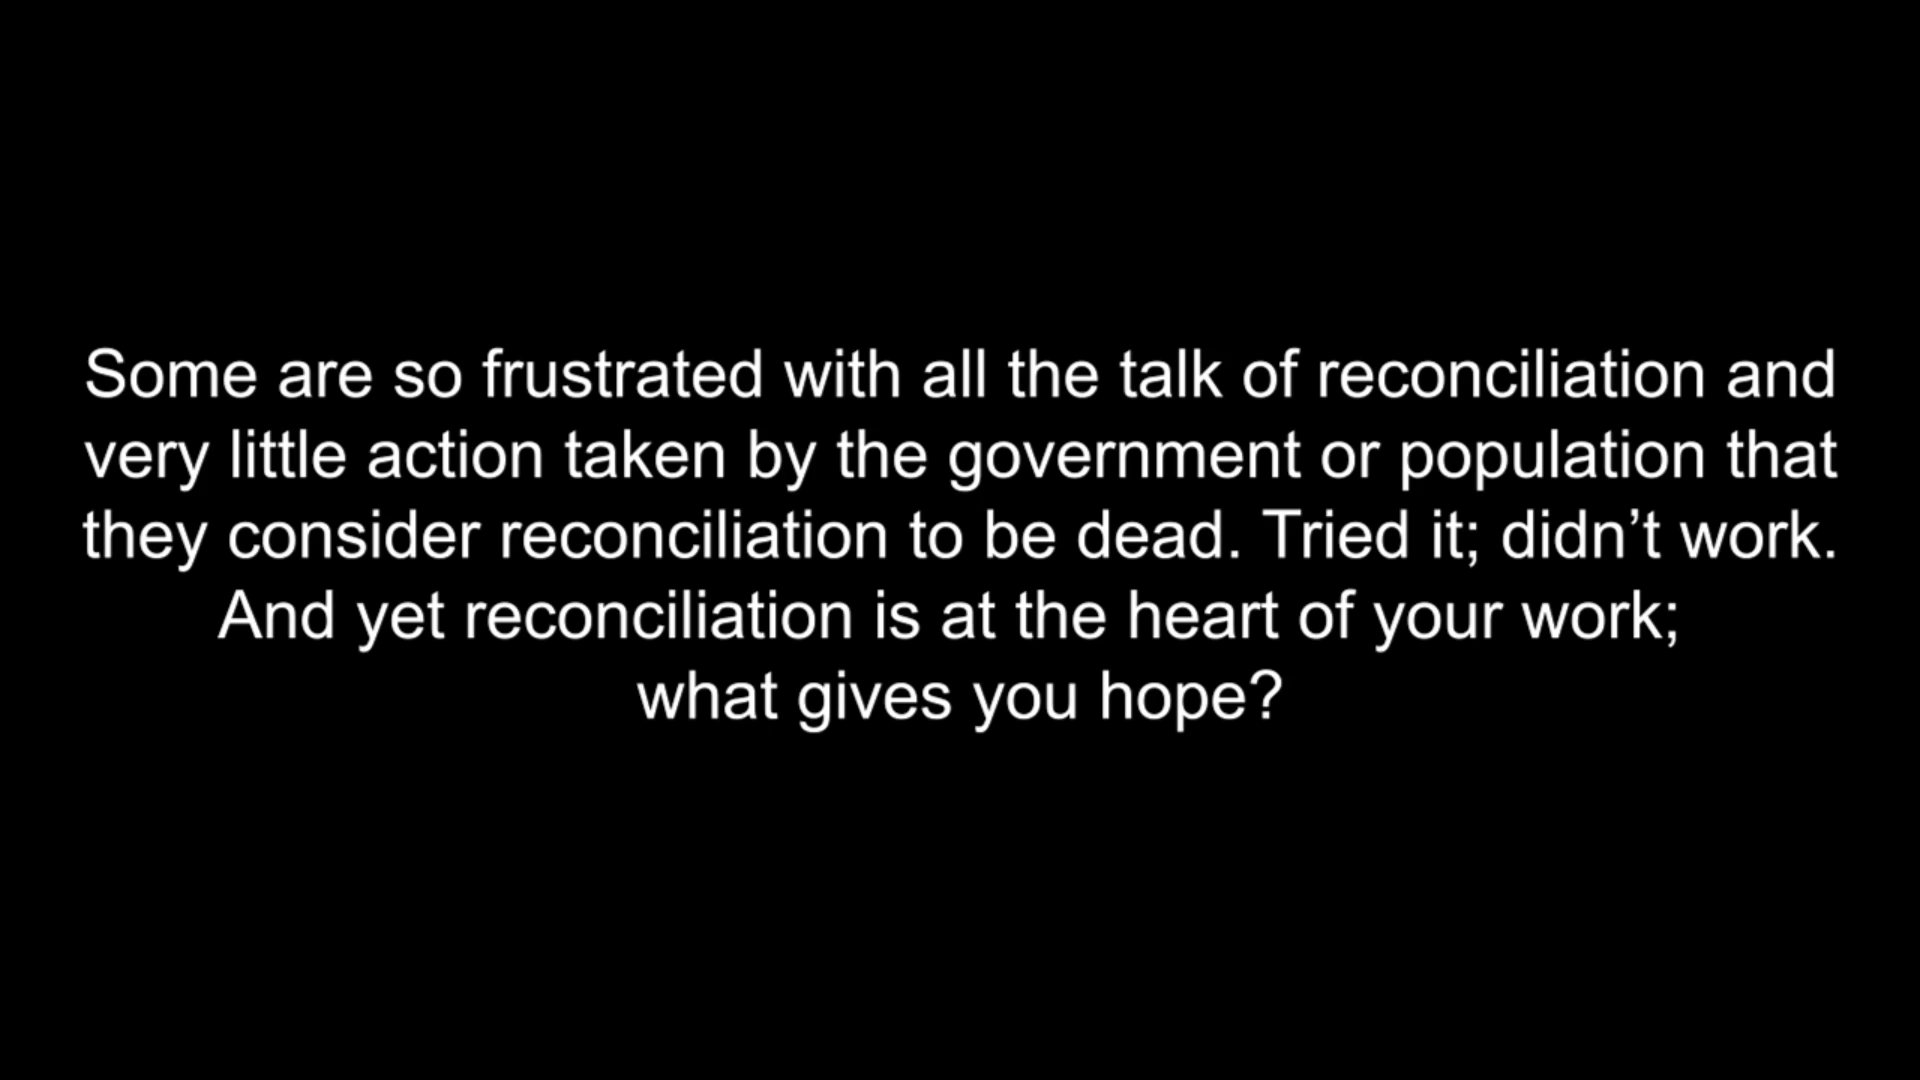 Some are so frustrated with all the talk of reconciliation and
very little action taken by the government or population that
they consider reconciliation to be dead. Tried it; didn’t work.
And yet reconciliation is at the heart of your work;
what gives you hope?